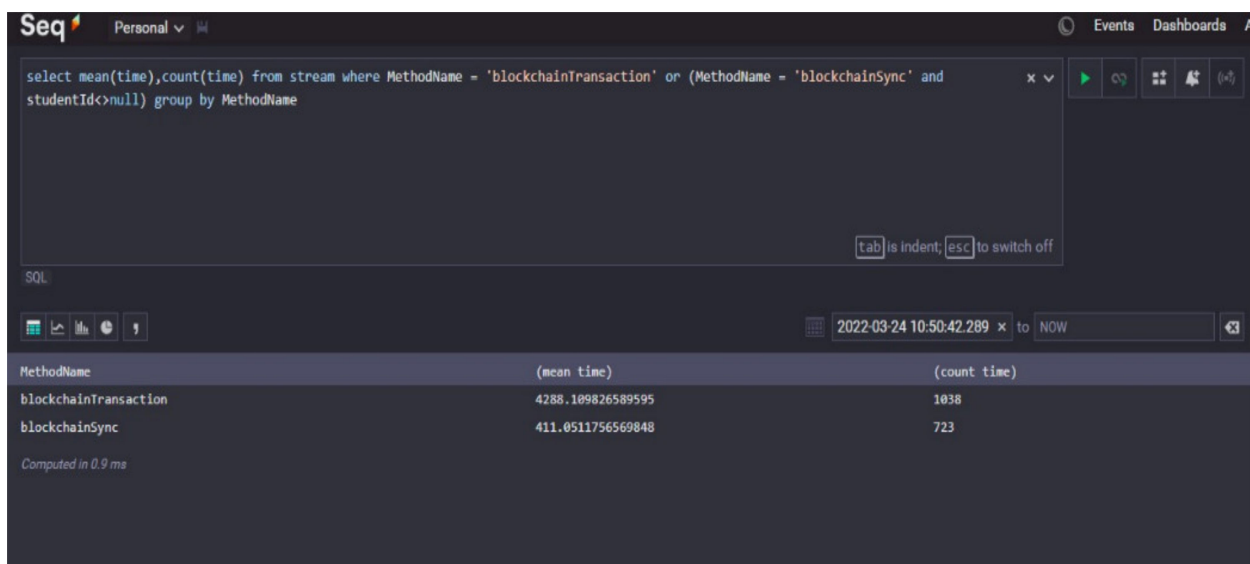 Seq Personal Events Dashboards A
select mean(time),count(time) from stream where MethodName = 'blockchainTransaction' or (MethodName = 'blockchainSync' and
studentId<>null) group by MethodName
tab is indent; esc to switch off
SQL
2022-03-24 10:50:42.289 × to NOW
MethodName (mean time) (count time)
blockchainTransaction 4288.109826589595 1038
blockchainSync 411.0511756569848 723
Computed in 0.9 ms